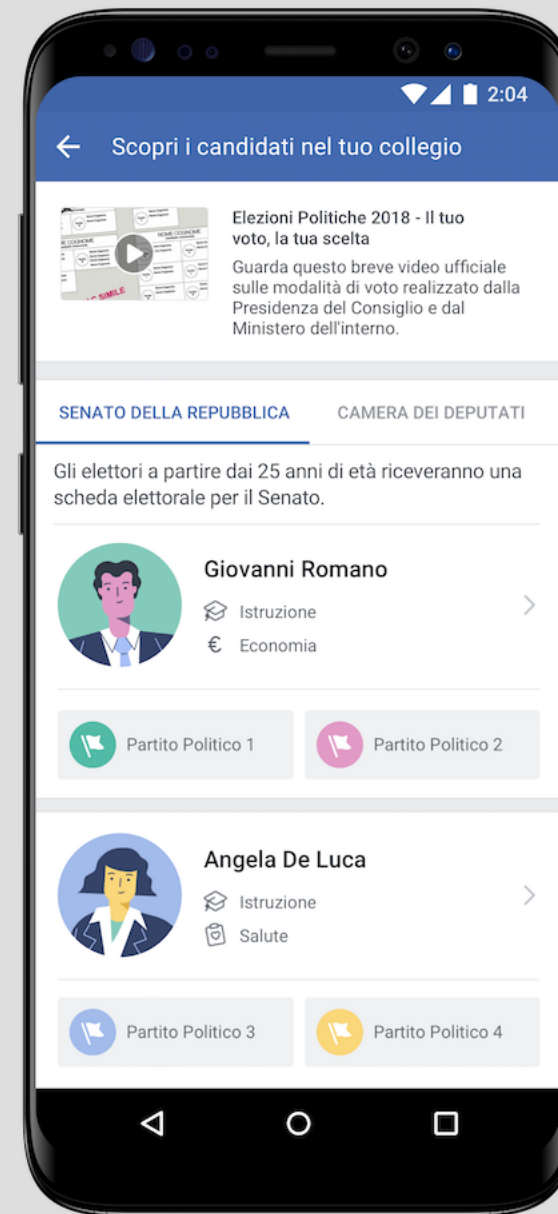 2:04
Scopri i candidati nel tuo collegio
NOME COGNOME
SIMILE
Elezioni Politiche 2018 - Il tuo
voto, la tua scelta
Guarda questo breve video ufficiale
sulle modalità di voto realizzato dalla
Presidenza del Consiglio e dal
Ministero dell'interno.
SENATO DELLA REPUBBLICA
CAMERA DEI DEPUTATI
Gli elettori a partire dai 25 anni di età riceveranno una
scheda elettorale per il Senato.
Giovanni Romano
Istruzione
€ Economia
Partito Politico 1
Partito Politico 2
Angela De Luca
Istruzione
Salute
Partito Politico 3
Partito Politico 4